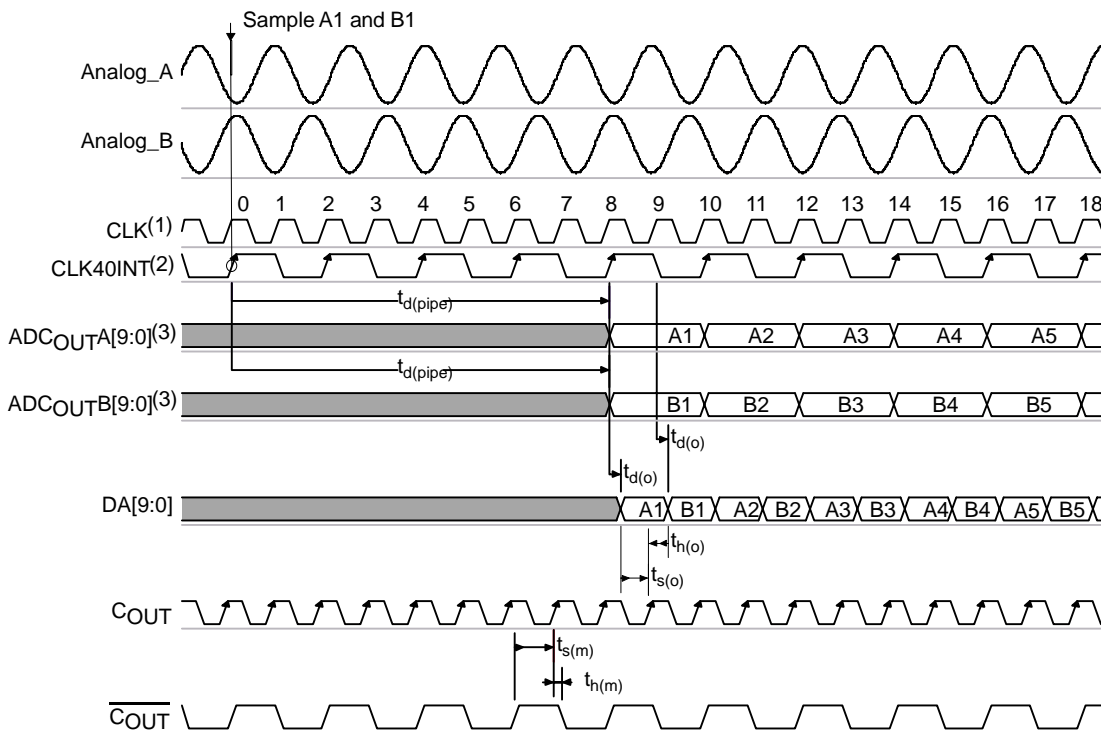 Sample A1 and B1
Analog_A
Analog_B
0 1 2 3 4 5 6 7 8 9 10 11 12 13 14 15 16 17 18
CLK(1)
CLK40INT(2)
td(pipe)
ADCOUTA[9:0](3)
A1 A2 A3 A4 A5
td(pipe)
ADCOUTB[9:0](3)
B1 B2 B3 B4 B5
td(o)
td(o)
DA[9:0]
A1 B1 A2 B2 A3 B3 A4 B4 A5 B5
th(o)
ts(o)
COUT
ts(m)
th(m)
COUT